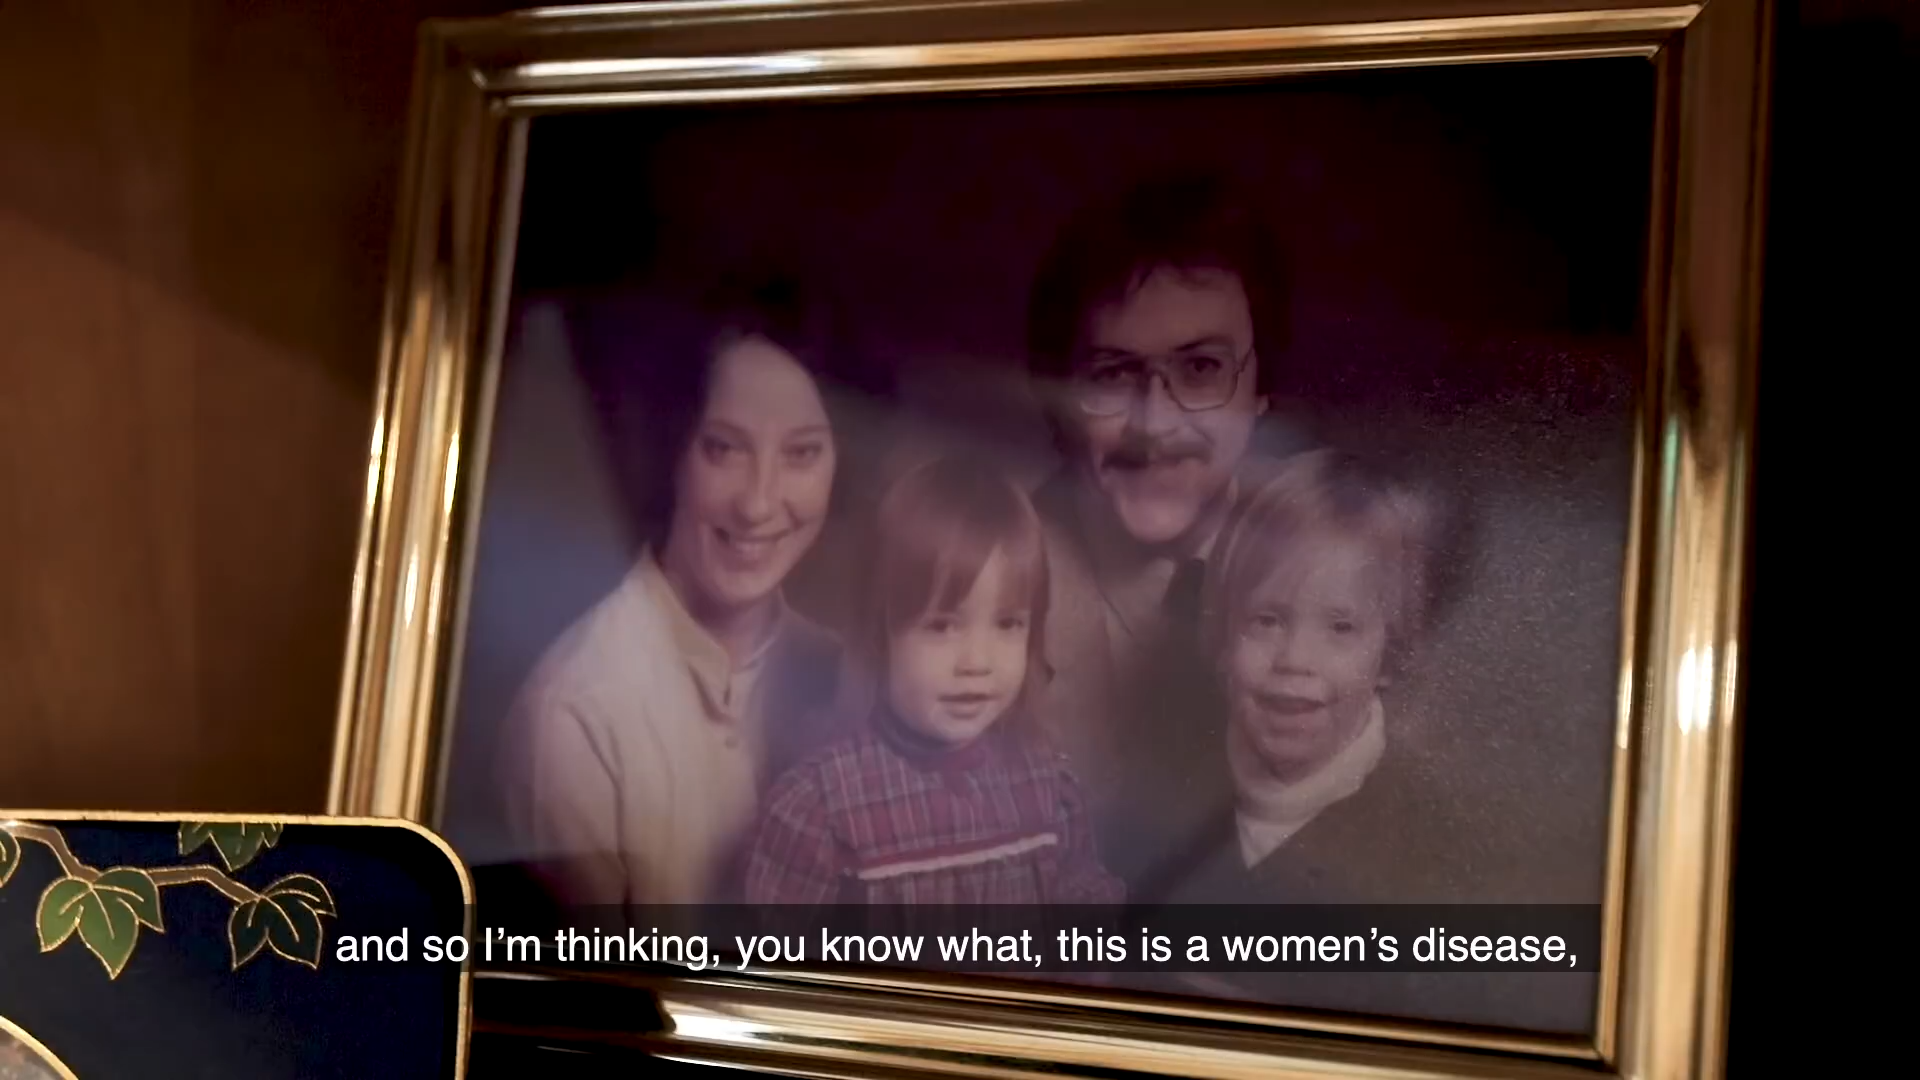 and so I’m thinking, you know what, this is a women’s disease,